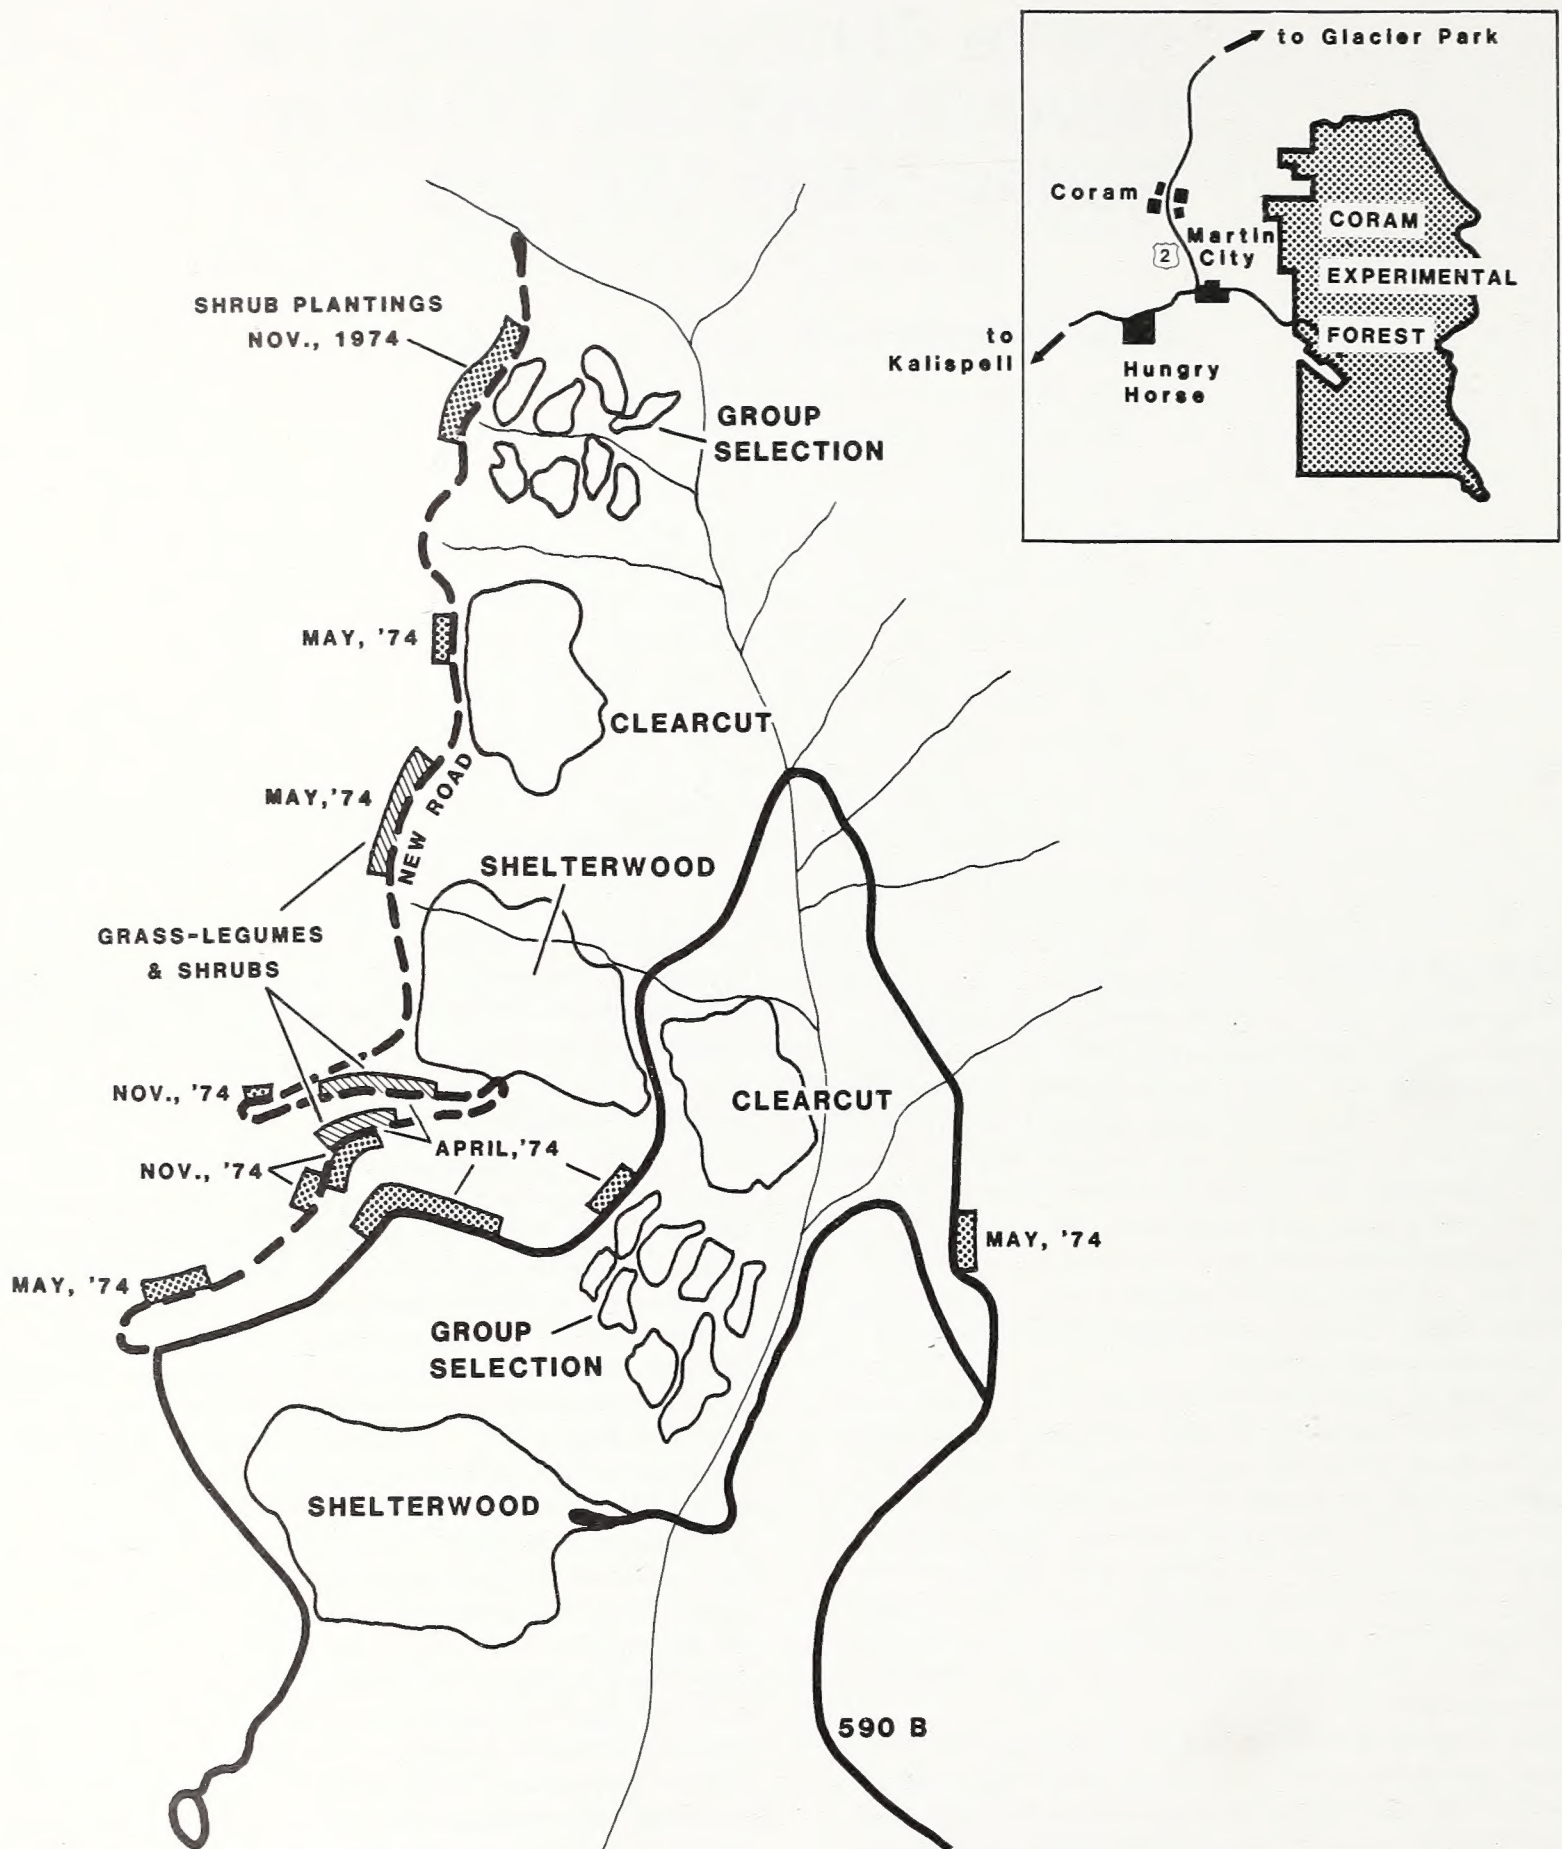 to Glacier Park
Coram
Martin
City
2
CORAM
EXPERIMENTAL
FOREST
to
Kalispell
Hungry
Horse
SHRUB PLANTINGS
NOV., 1974
GROUP
SELECTION
MAY, '74
CLEARCUT
MAY,'74
NEW ROAD
SHELTERWOOD
GRASS-LEGUMES
& SHRUBS
NOV., '74
CLEARCUT
APRIL,'74
NOV., '74
MAY, '74
MAY, '74
GROUP
SELECTION
SHELTERWOOD
590 B